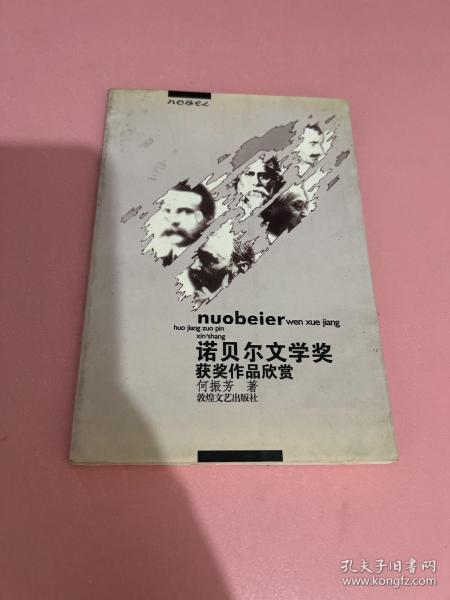 NOBEL
nuobeier wen xue jiang
huo jiang zuo pin
xin'shang
诺贝尔文学奖
获奖作品欣赏
何振芳 著
敦煌文艺出版社
孔夫子旧书网
www.kongfz.com